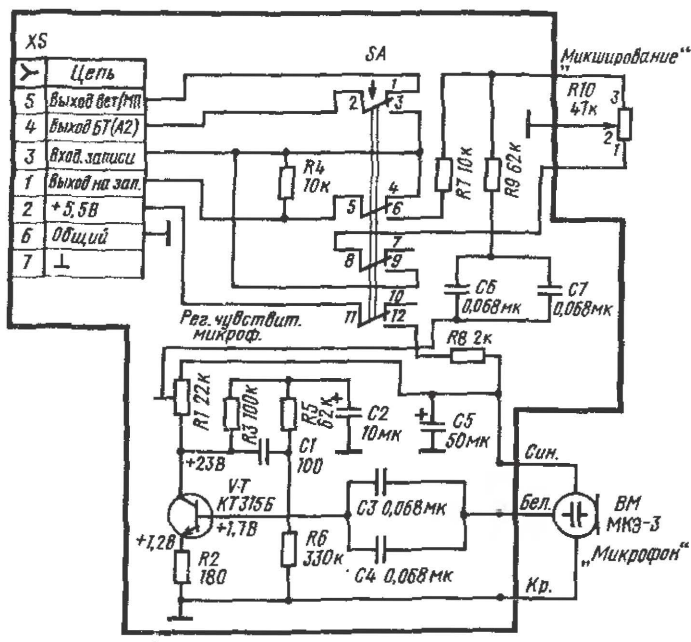 XS
Цепь
5 Выход вет/МП
4 Выход БТ(А2)
3 Вход. записи
1 Выход на зап.
2 +5,5В
6 Общий
7 ⊥
SA
1
2
3
4
5
6
7
8
9
10
11
12
R4
10к
R7 10к
R9 62к
„Микширование“
R10
47к
3
2
1
C6
0,068мк
C7
0,068мк
Рег. чувствит.
микроф.
R8 2к
R1 22к
R3 100к
R5
62к
C1
100
+
C2
10мк
+
C5
50мк
+23В
V-T
КТ315Б
+1,7В
+1,2В
R2
180
R6
330к
C3 0,068мк
C4 0,068мк
Син.
Бел.
Кр.
ВМ
МКЭ-3
„Микрофон“